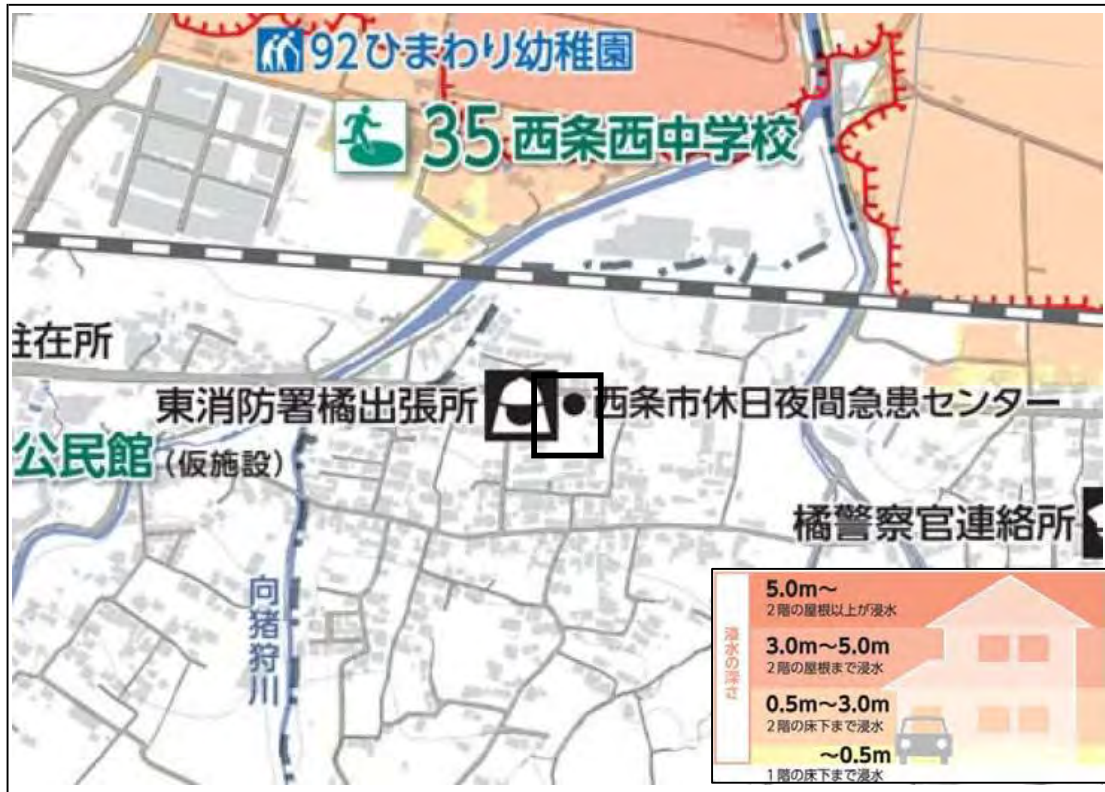 92ひまわり幼稚園
35西条西中学校
在所
東消防署橘出張所
西条市休日夜間急患センター
公民館(仮施設)
橘警察官連絡所
向猪狩川
浸水の深さ
5.0m~
2階の屋根以上が浸水
3.0m~5.0m
2階の屋根まで浸水
0.5m~3.0m
2階の床下まで浸水
~0.5m
1階の床下まで浸水